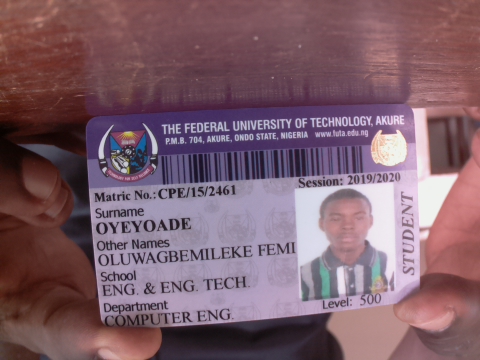 THE FEDERAL UNIVERSITY OF TECHNOLOGY, AKURE
P.M.B. 704, AKURE, ONDO STATE, NIGERIA www.futa.edu.ng
Matric No.: CPE/15/2461
Session: 2019/2020
Surname
OYEYOADE
Other Names
OLUWAGBEMILEKE FEMI
School
ENG. & ENG. TECH.
Department
COMPUTER ENG.
Level: 500
STUDENT